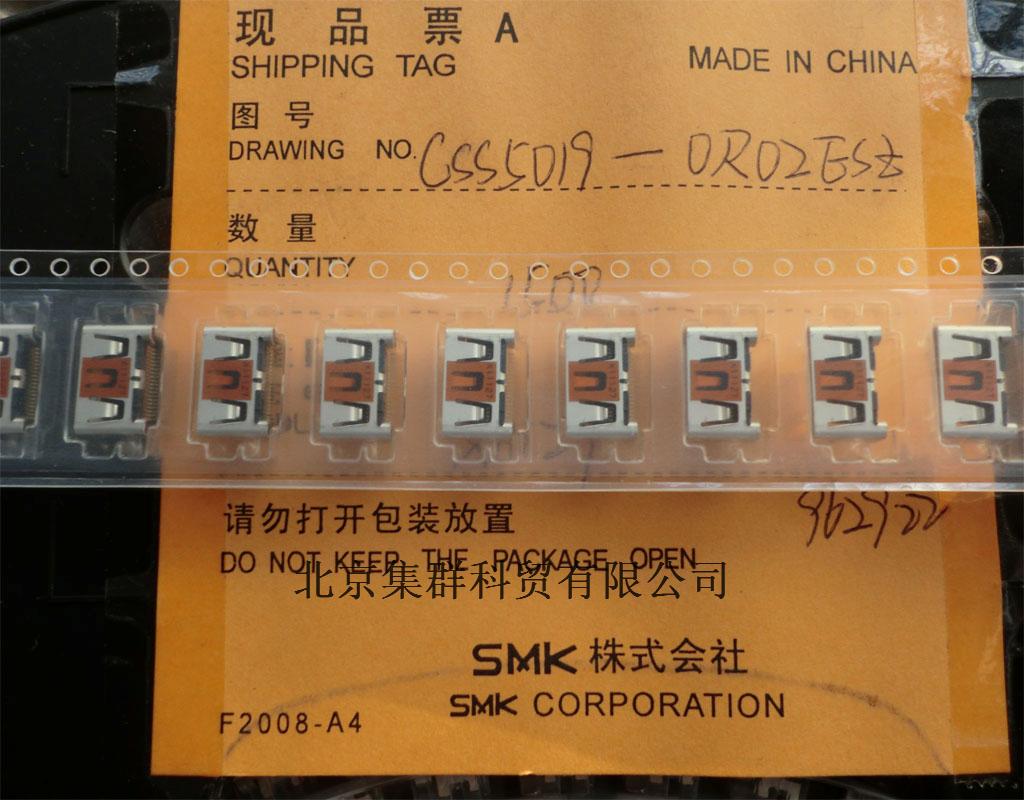 现 品 票 A
SHIPPING TAG
MADE IN CHINA
图 号
DRAWING NO. CSS5019-0R02ESZ
数 量
QUANTITY 1500
请勿打开包装放置
DO NOT KEEP THE PACKAGE OPEN
北京集群科贸有限公司
SMK 株式会社
SMK CORPORATION
F2008-A4